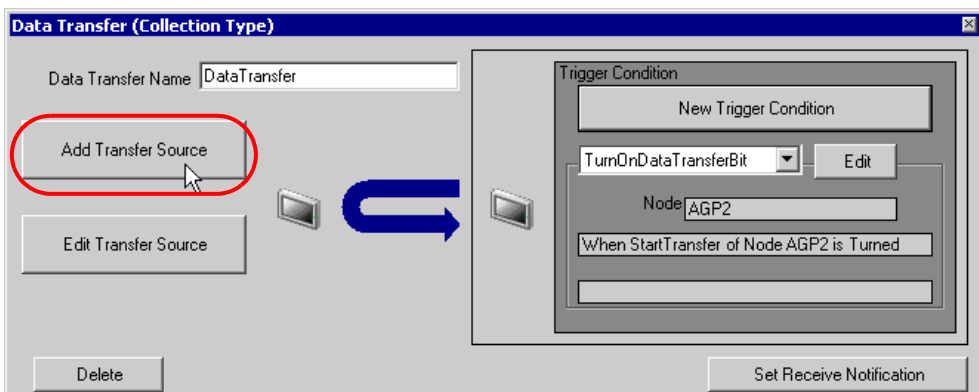 Data Transfer (Collection Type)
Data Transfer Name DataTransfer
Add Transfer Source
Edit Transfer Source
Delete
Trigger Condition
New Trigger Condition
TurnOnDataTransferBit Edit
Node AGP2
When StartTransfer of Node AGP2 is Turned
Set Receive Notification